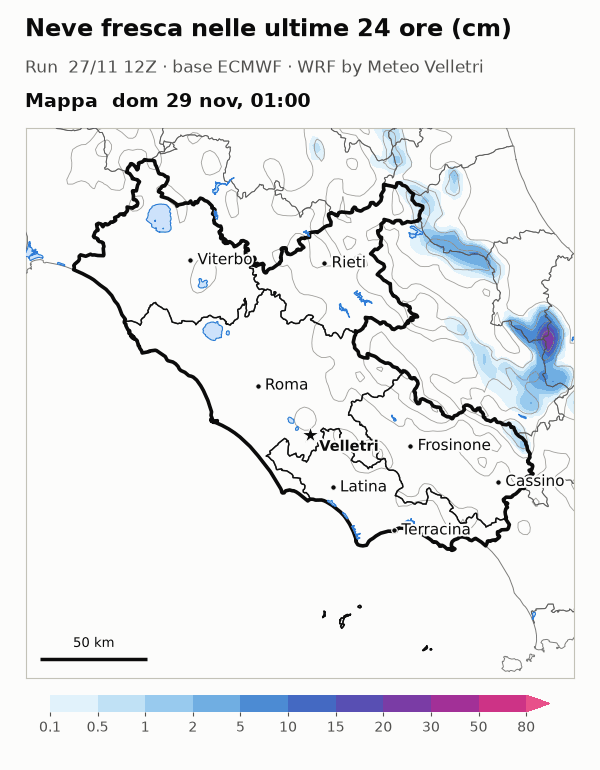 Neve fresca nelle ultime 24 ore (cm)
Run  27/11 12Z · base ECMWF · WRF by Meteo Velletri
Mappa  dom 29 nov, 01:00
Viterbo
Rieti
Roma
Velletri
Frosinone
Latina
Cassino
Terracina
50 km
0.1 0.5 1 2 5 10 15 20 30 50 80